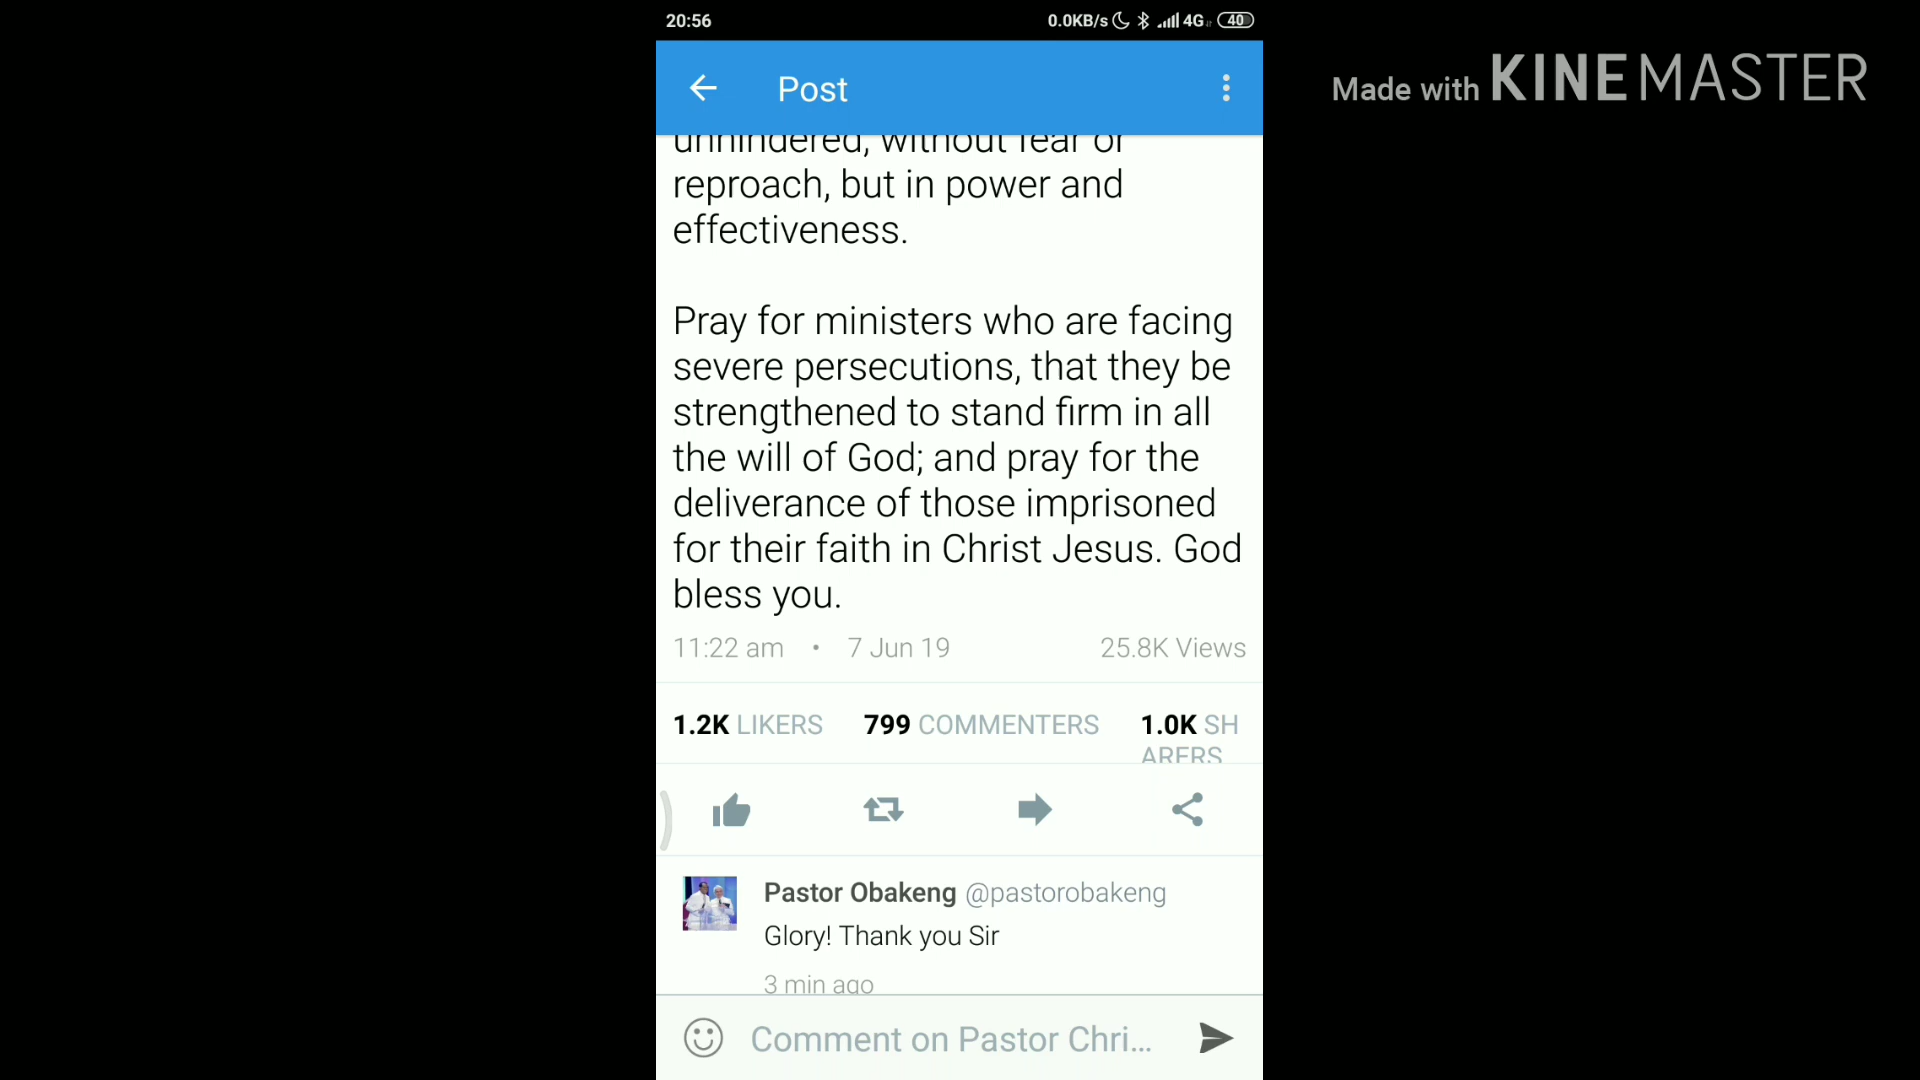 20:56
0.0KB/s 4G 40
Made with KINEMASTER
Post
unhindered, without fear or
reproach, but in power and
effectiveness.
Pray for ministers who are facing
severe persecutions, that they be
strengthened to stand firm in all
the will of God; and pray for the
deliverance of those imprisoned
for their faith in Christ Jesus. God
bless you.
11:22 am • 7 Jun 19 25.8K Views
1.2K LIKERS 799 COMMENTERS 1.0K SH
ARERS
Pastor Obakeng @pastorobakeng
Glory! Thank you Sir
3 min ago
Comment on Pastor Chri...